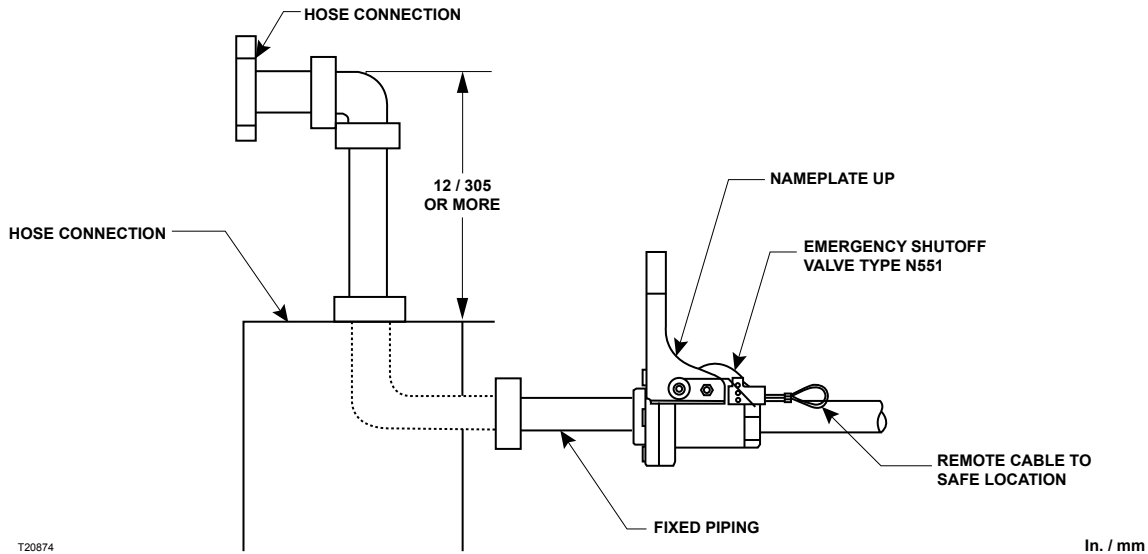 HOSE CONNECTION
12 / 305
OR MORE
NAMEPLATE UP
HOSE CONNECTION
EMERGENCY SHUTOFF
VALVE TYPE N551
REMOTE CABLE TO
SAFE LOCATION
FIXED PIPING
T20874
In. / mm